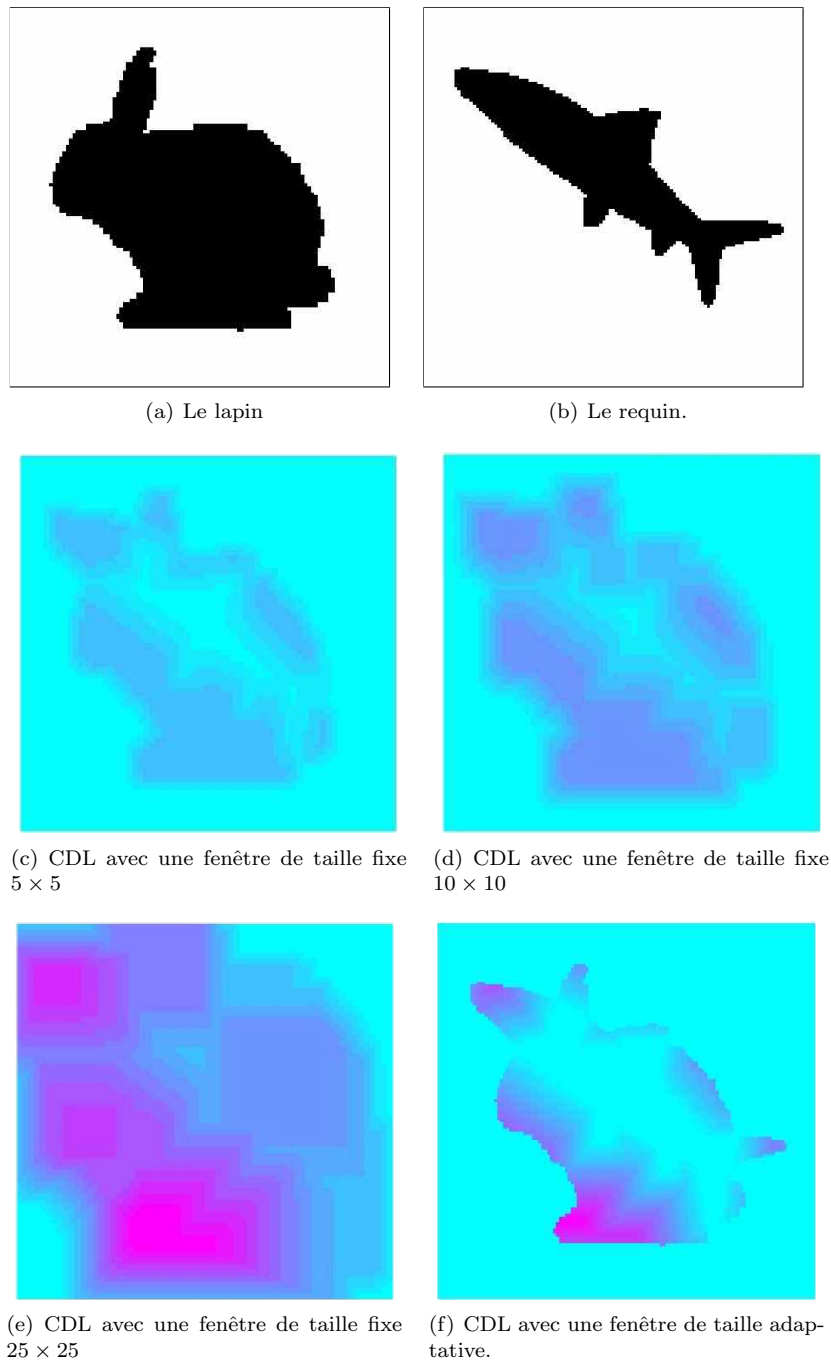 (a) Le lapin
(b) Le requin.
(c) CDL avec une fenêtre de taille fixe
5 × 5
(d) CDL avec une fenêtre de taille fixe
10 × 10
(e) CDL avec une fenêtre de taille fixe
25 × 25
(f) CDL avec une fenêtre de taille adap-
tative.